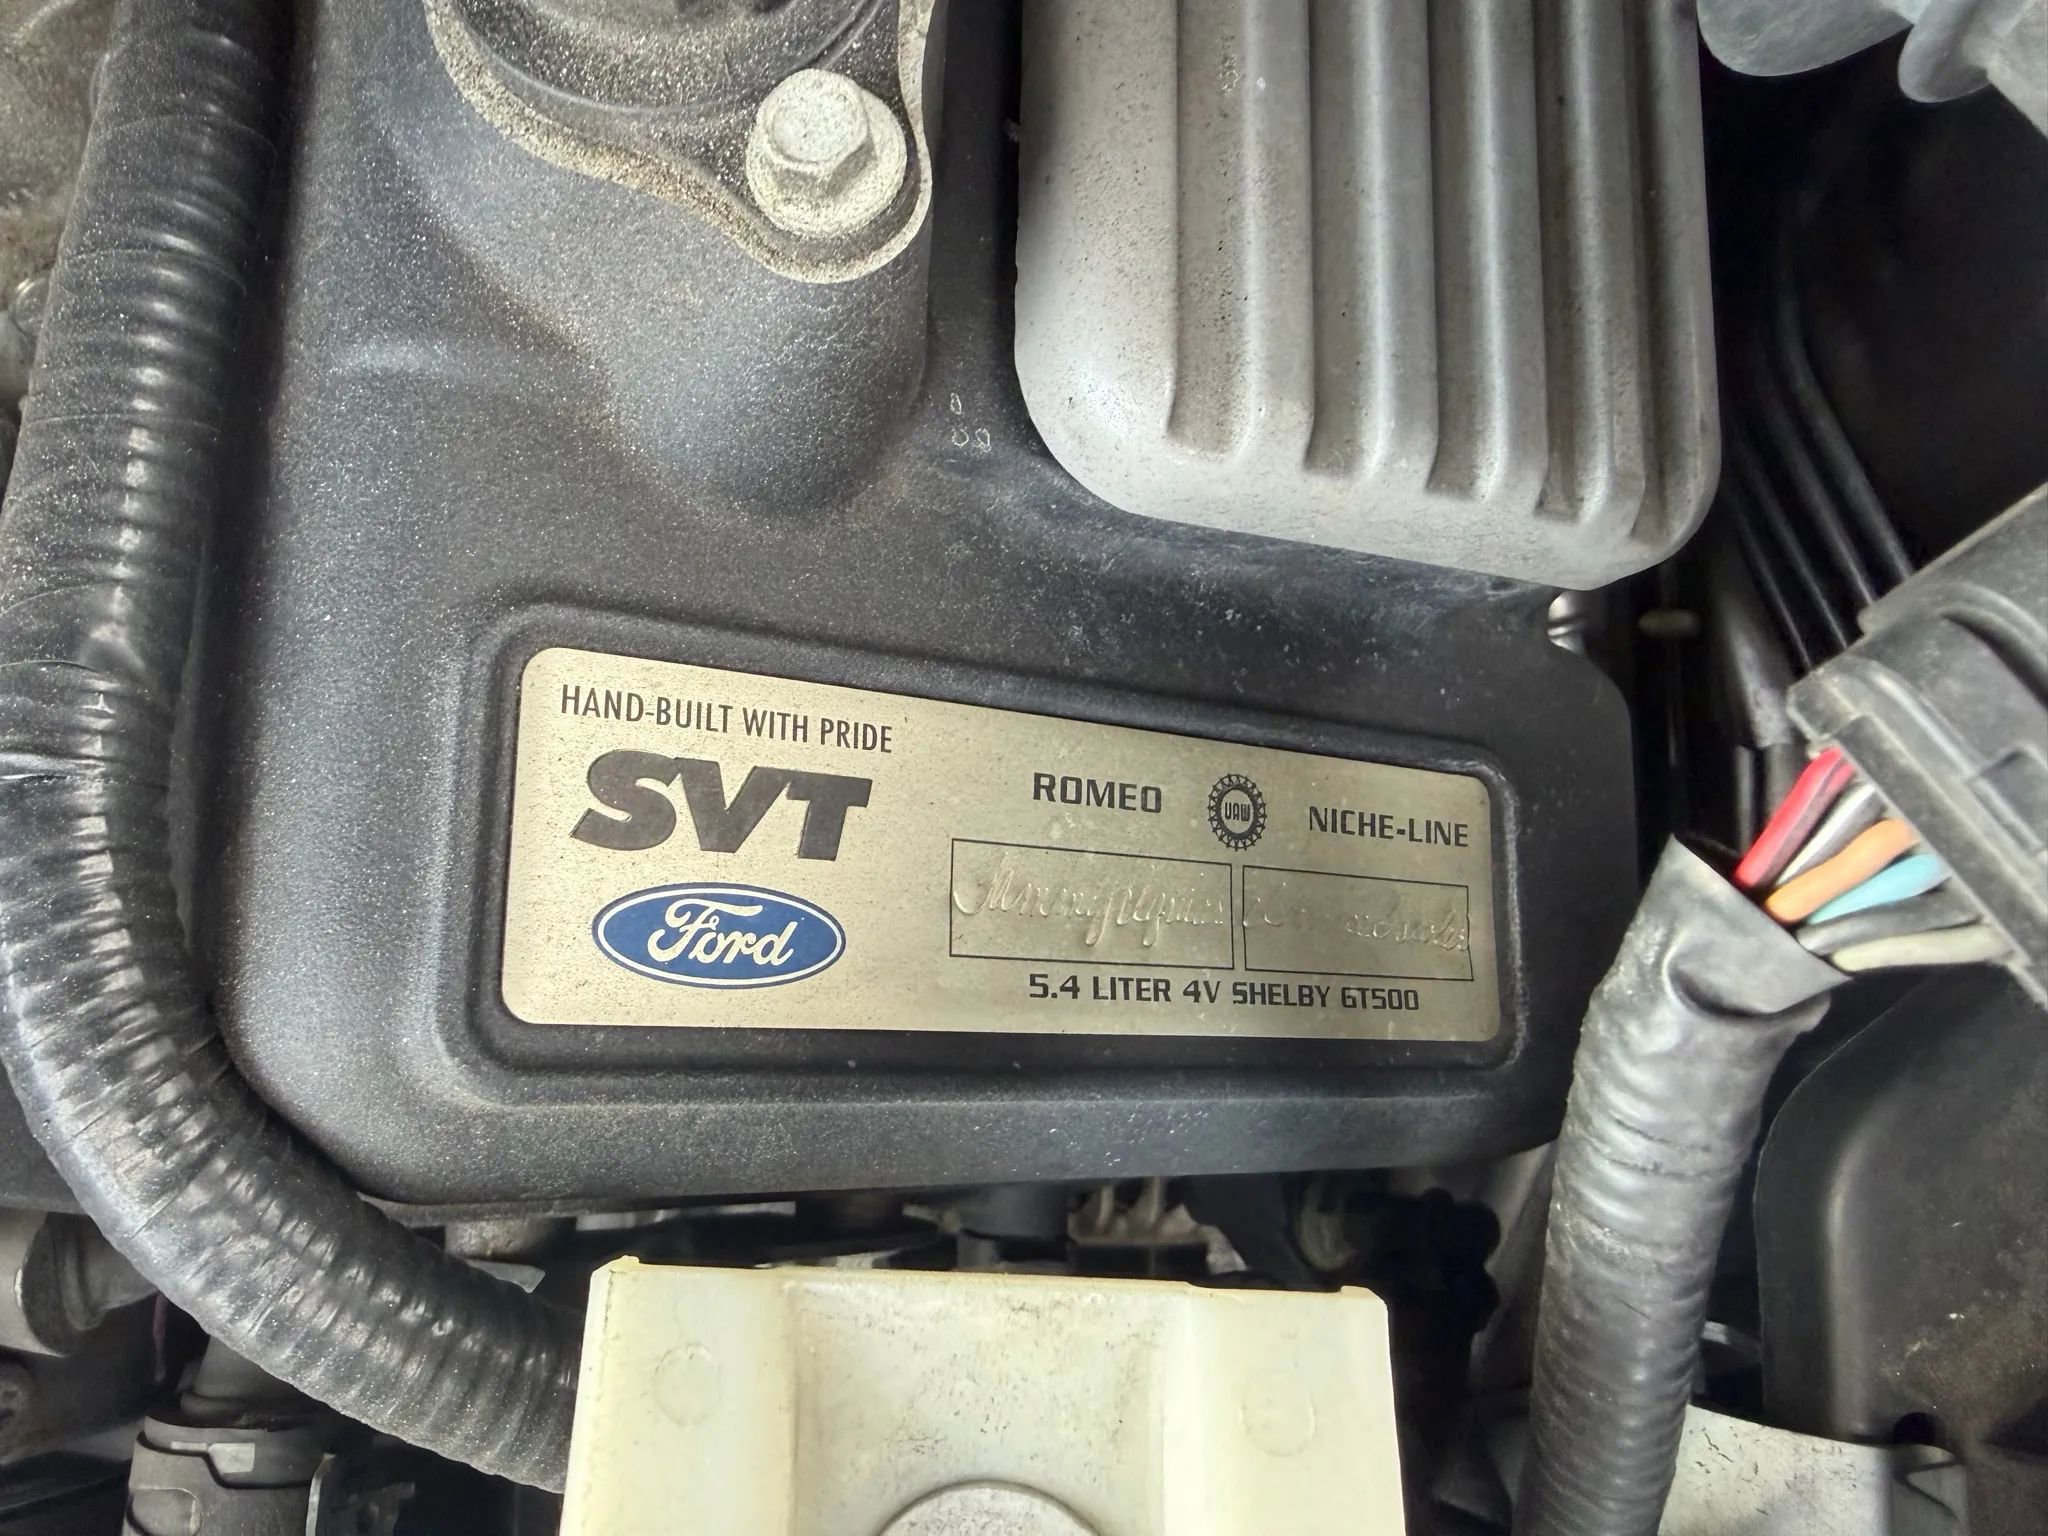 HAND-BUILT WITH PRIDE
SVT
Ford
ROMEO UAW NICHE-LINE
5.4 LITER 4V SHELBY GT500